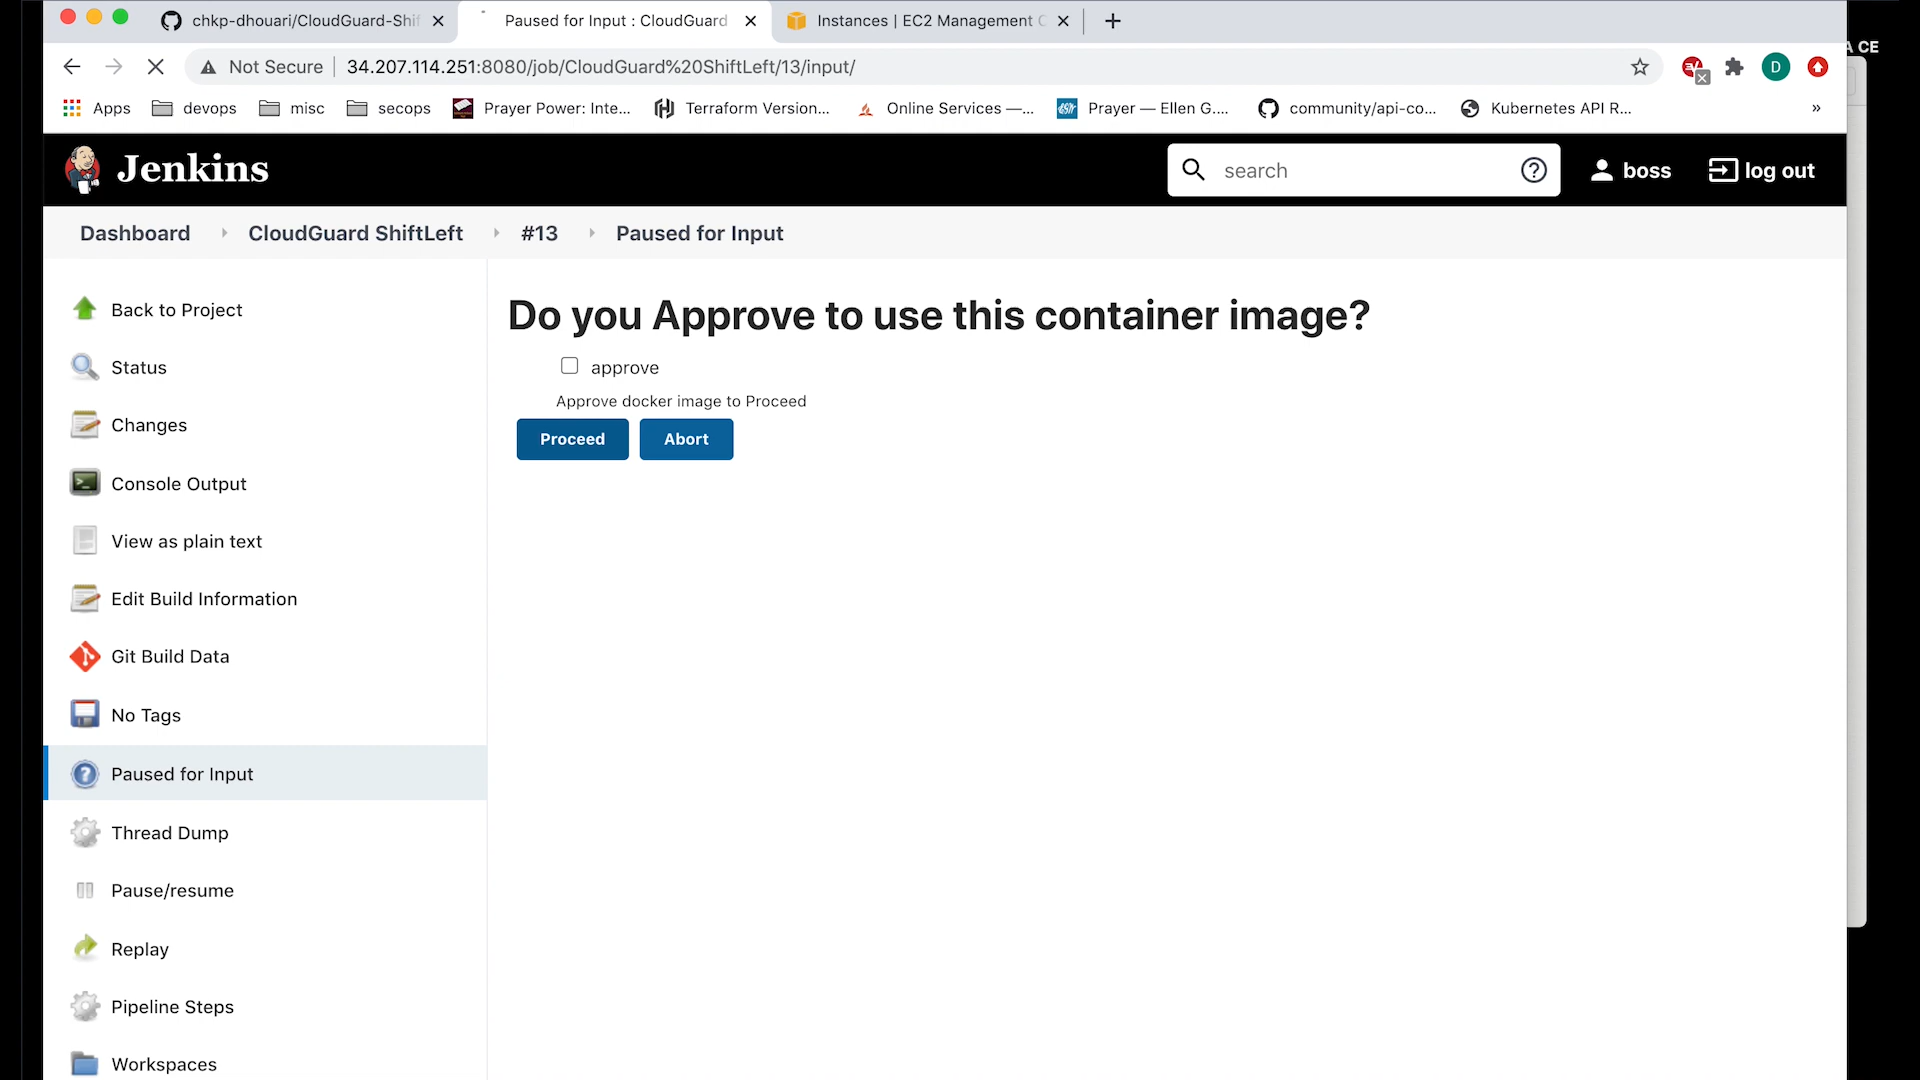 chkp-dhouari/CloudGuard-Shif
Paused for Input : CloudGuard
Instances | EC2 Management C
A CE
Not Secure
34.207.114.251:8080/job/CloudGuard%20ShiftLeft/13/input/
D
Apps
devops
misc
secops
Prayer Power: Inte...
Terraform Version...
Online Services —...
Prayer — Ellen G....
community/api-co...
Kubernetes API R...
»
Jenkins
search
boss
log out
Dashboard
CloudGuard ShiftLeft
#13
Paused for Input
Back to Project
Status
Changes
Console Output
View as plain text
Edit Build Information
Git Build Data
No Tags
Paused for Input
Thread Dump
Pause/resume
Replay
Pipeline Steps
Workspaces
Do you Approve to use this container image?
approve
Approve docker image to Proceed
Proceed
Abort